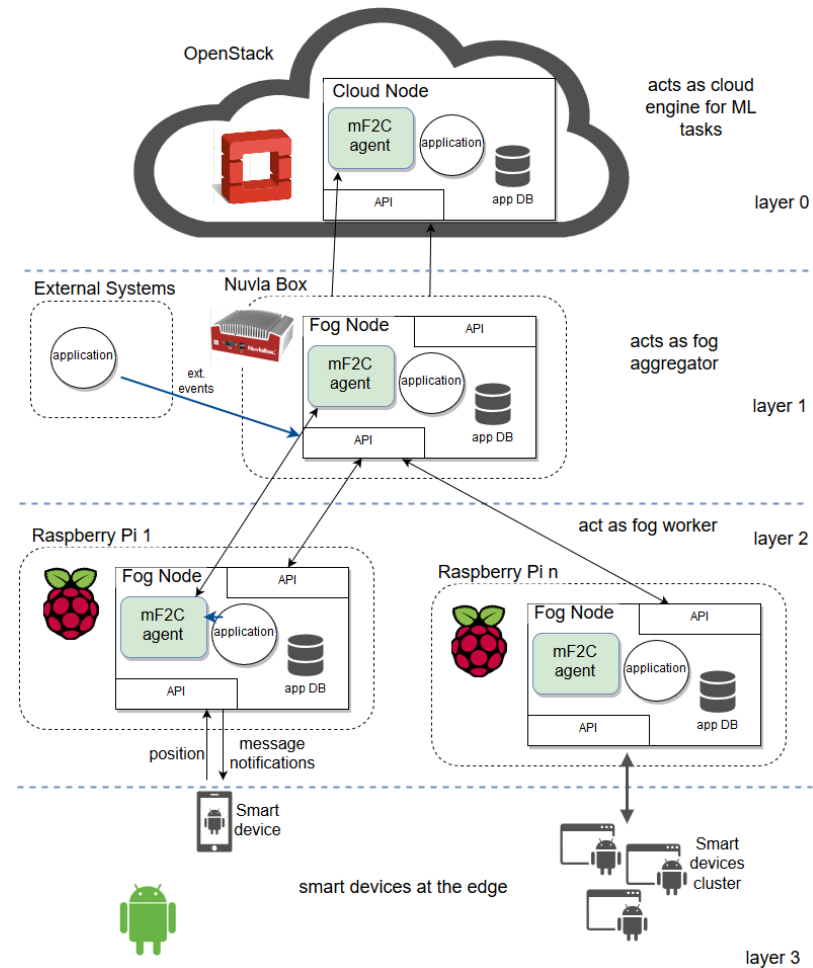 OpenStack
Cloud Node
mF2C
agent
application
app DB
API
acts as cloud
engine for ML
tasks
layer 0
External Systems
application
ext.
events
Nuvla Box
NuvlaBox
Fog Node
API
mF2C
agent
application
app DB
API
acts as fog
aggregator
layer 1
act as fog worker
layer 2
Raspberry Pi 1
Fog Node
API
mF2C
agent
application
app DB
API
Raspberry Pi n
Fog Node
API
mF2C
agent
application
app DB
API
position
message
notifications
Smart
device
Smart
devices
cluster
smart devices at the edge
layer 3